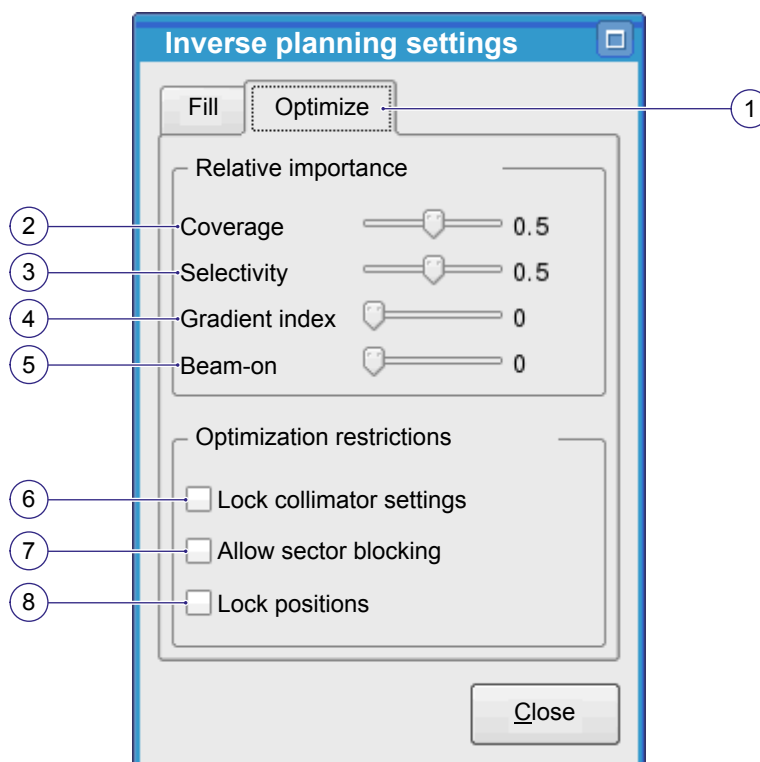 Inverse planning settings
Fill Optimize 1
Relative importance
2 Coverage 0.5
3 Selectivity 0.5
4 Gradient index 0
5 Beam-on 0
Optimization restrictions
6 Lock collimator settings
7 Allow sector blocking
8 Lock positions
Close